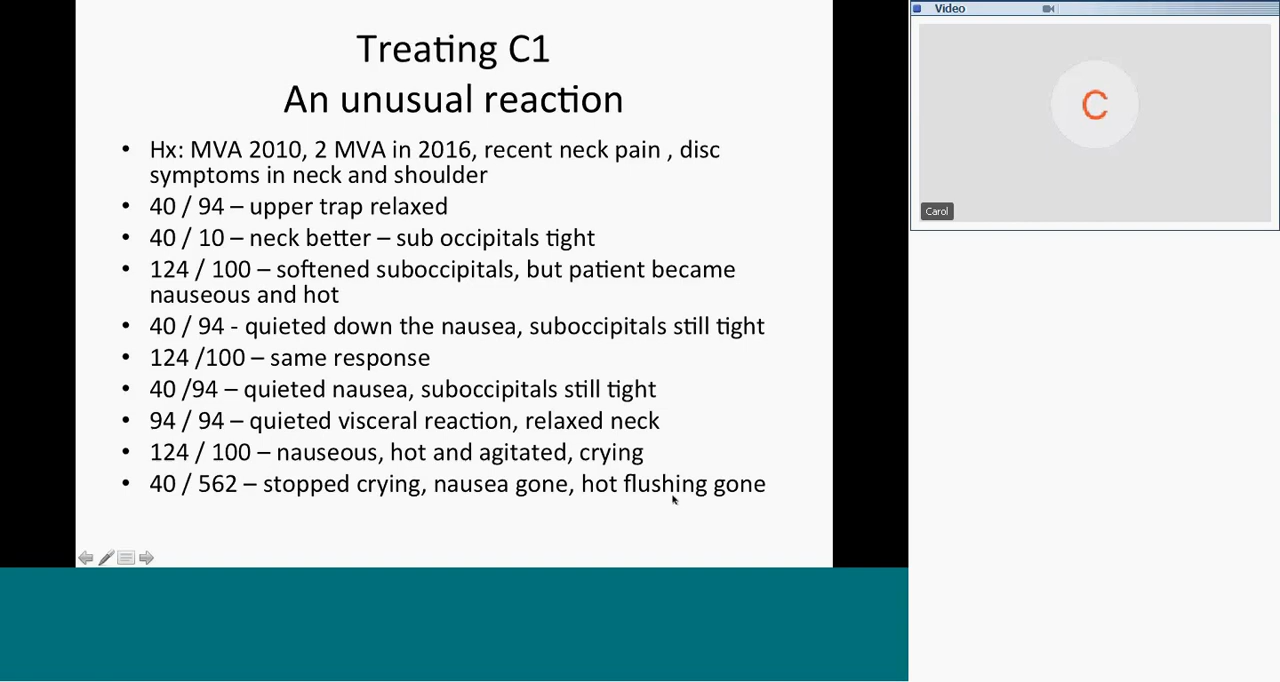 Treating C1
An unusual reaction
• Hx: MVA 2010, 2 MVA in 2016, recent neck pain , disc
symptoms in neck and shoulder
• 40 / 94 – upper trap relaxed
• 40 / 10 – neck better – sub occipitals tight
• 124 / 100 – softened suboccipitals, but patient became
nauseous and hot
• 40 / 94 - quieted down the nausea, suboccipitals still tight
• 124 /100 – same response
• 40 /94 – quieted nausea, suboccipitals still tight
• 94 / 94 – quieted visceral reaction, relaxed neck
• 124 / 100 – nauseous, hot and agitated, crying
• 40 / 562 – stopped crying, nausea gone, hot flushing gone
Video
C
Carol